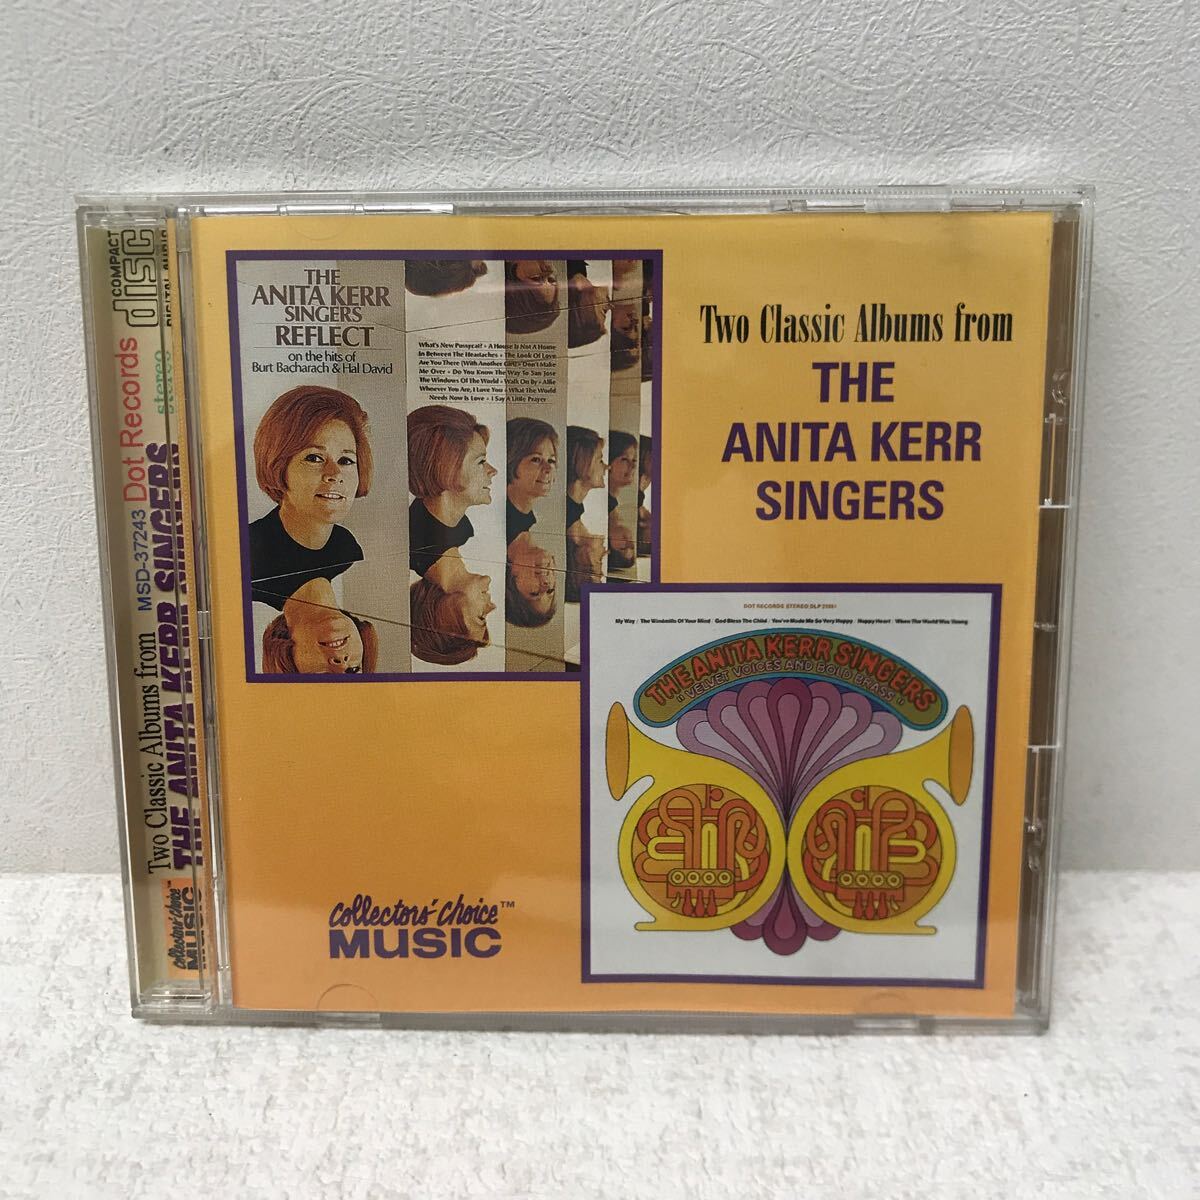 COMPACT
disc
DIGITAL AUDIO
stereo
MSD-37243 Dot Records
Two Classic Albums from
THE ANITA KERR SINGERS
Collectors' Choice™
MUSIC
THE
ANITA KERR
SINGERS
REFLECT
on the hits of
Burt Bacharach & Hal David
What's New Pussycat? • A House Is Not A Home
In Between The Headaches • The Look Of Love
Are You There (With Another Girl) • Don't Make
Me Over • Do You Know The Way To San Jose
The Windows Of The World • Walk On By • Alfie
Whoever You Are, I Love You • What The World
Needs Now Is Love • I Say A Little Prayer
Two Classic Albums from
THE
ANITA KERR
SINGERS
DOT RECORDS STEREO DLP
My Way / The Windmills Of Your Mind / God Bless The Child / You've Made Me So Very Happy / Happy Heart / When The World Was Young
THE ANITA KERR SINGERS
"VELVET VOICES AND BOLD BRASS"
Collectors' Choice™
MUSIC